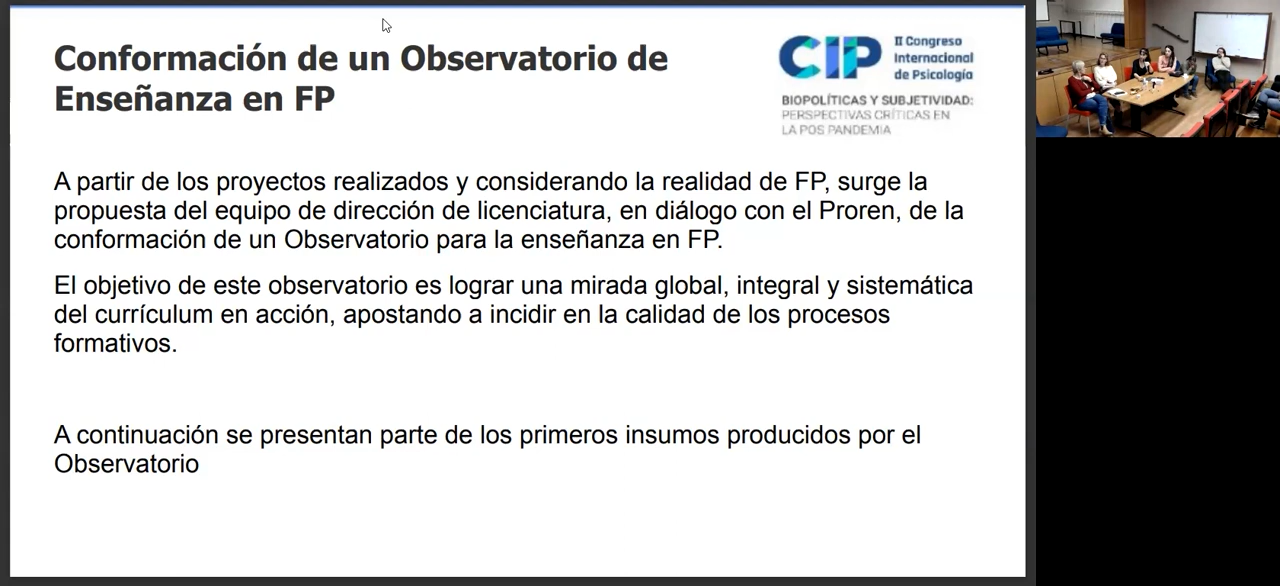 Conformación de un Observatorio de
Enseñanza en FP
CIP
II Congreso
Internacional
de Psicología
BIOPOLÍTICAS Y SUBJETIVIDAD:
PERSPECTIVAS CRÍTICAS EN
LA POS PANDEMIA
A partir de los proyectos realizados y considerando la realidad de FP, surge la
propuesta del equipo de dirección de licenciatura, en diálogo con el Proren, de la
conformación de un Observatorio para la enseñanza en FP.
El objetivo de este observatorio es lograr una mirada global, integral y sistemática
del currículum en acción, apostando a incidir en la calidad de los procesos
formativos.
A continuación se presentan parte de los primeros insumos producidos por el
Observatorio